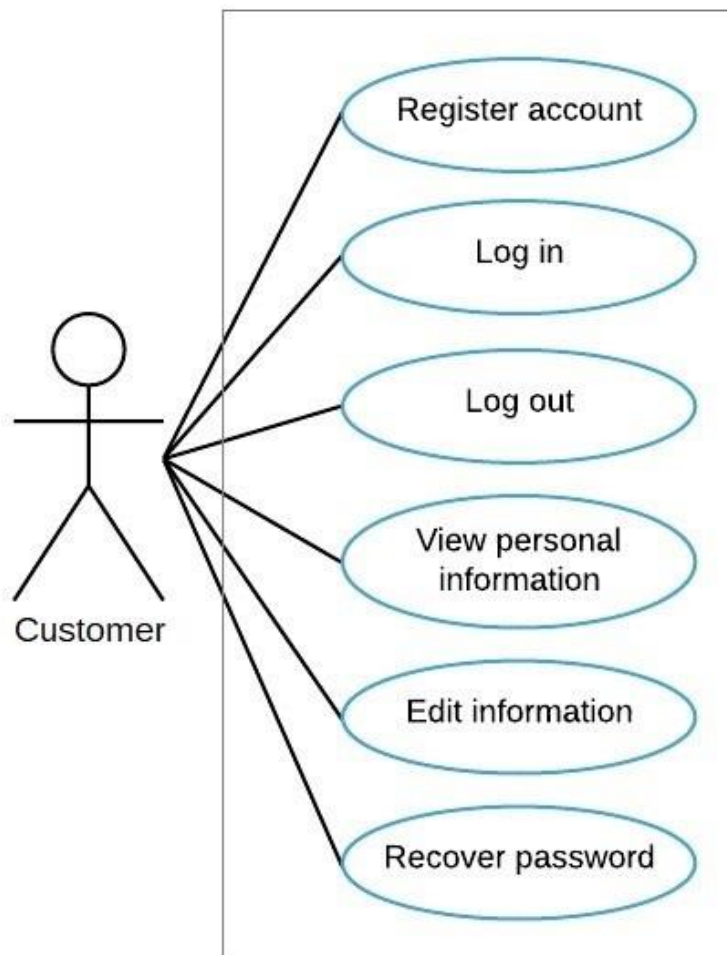 Register account
Log in
Log out
View personal
information
Edit information
Recover password
Customer